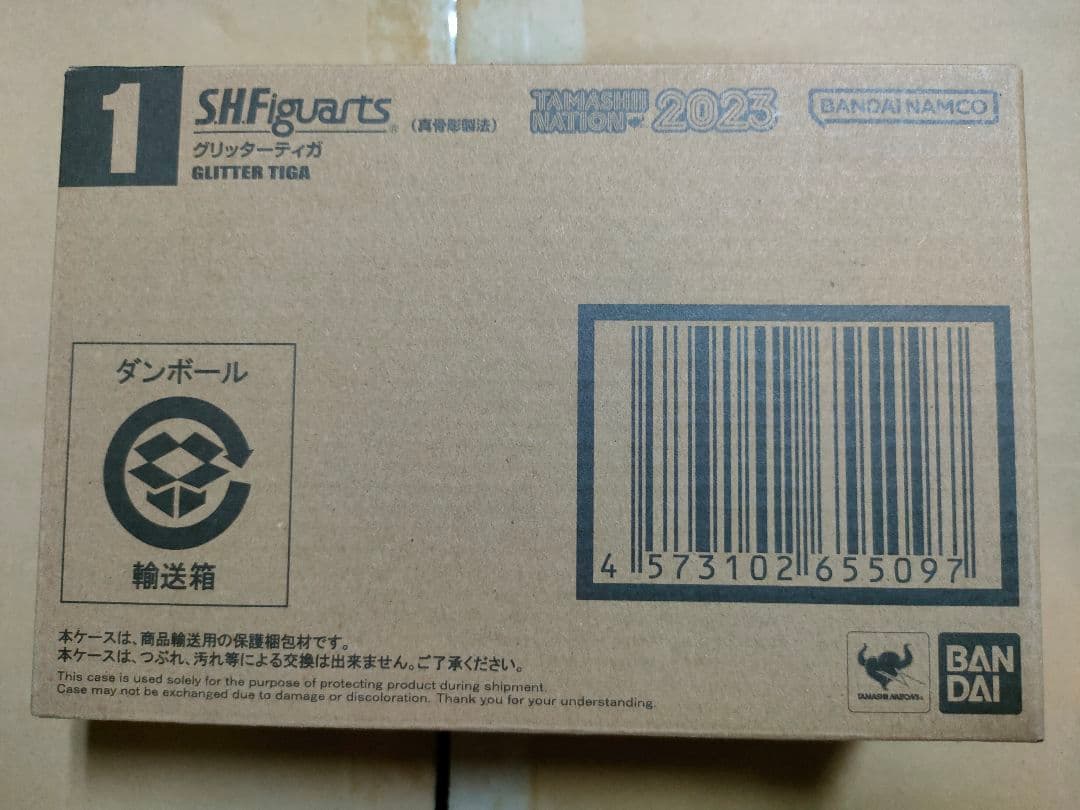 1
S.H.Figuarts
(真骨彫製法)
TAMASHII
NATION
2023
BANDAI NAMCO
グリッターティガ
GLITTER TIGA
ダンボール
輸送箱
4 573102 655097
本ケースは、商品輸送用の保護梱包材です。
本ケースは、つぶれ、汚れ等による交換は出来ません。ご了承ください。
This case is used solely for the purpose of protecting product during shipment.
Case may not be exchanged due to damage or discoloration. Thank you for your understanding.
TAMASHII NATIONS
BAN
DAI